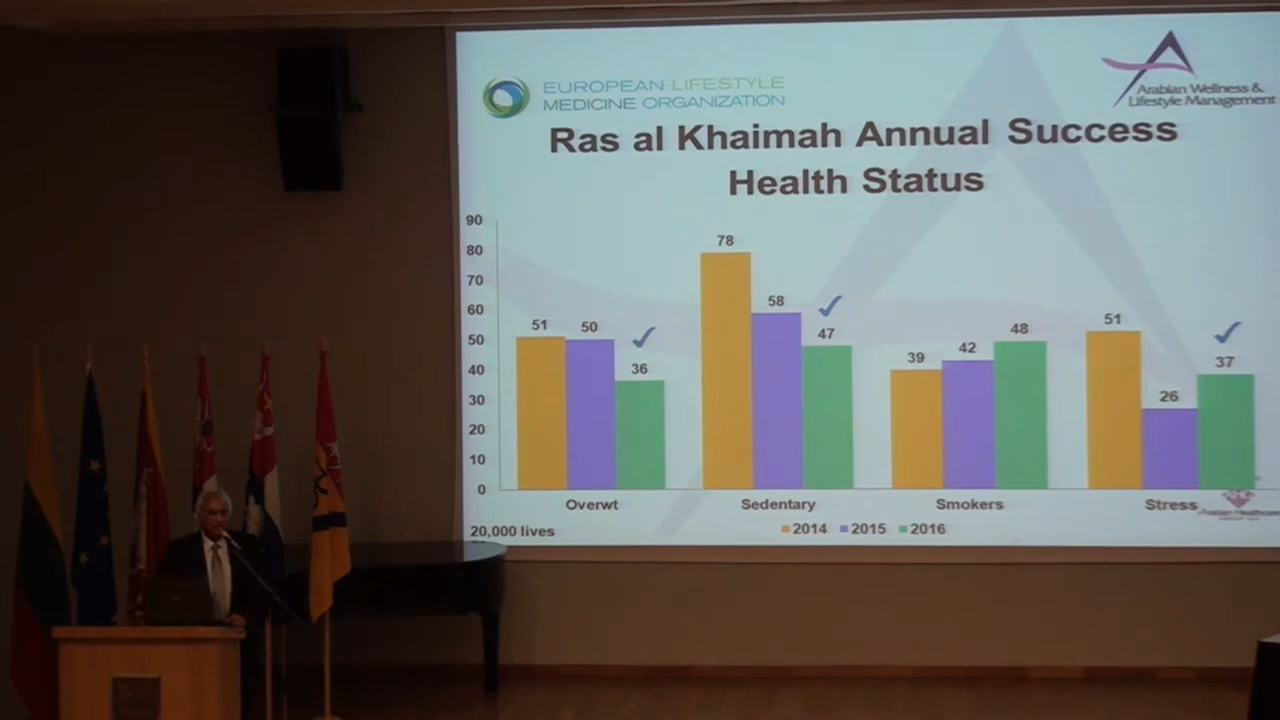 EUROPEAN LIFESTYLE
MEDICINE ORGANIZATION
Arabian Wellness &
Lifestyle Management
Ras al Khaimah Annual Success
Health Status
90
80
70
60
50
40
30
20
10
0
51
50
36
78
58
47
39
42
48
51
26
37
Overwt
Sedentary
Smokers
Stress
Arabian Healthcare
20,000 lives
2014 2015 2016